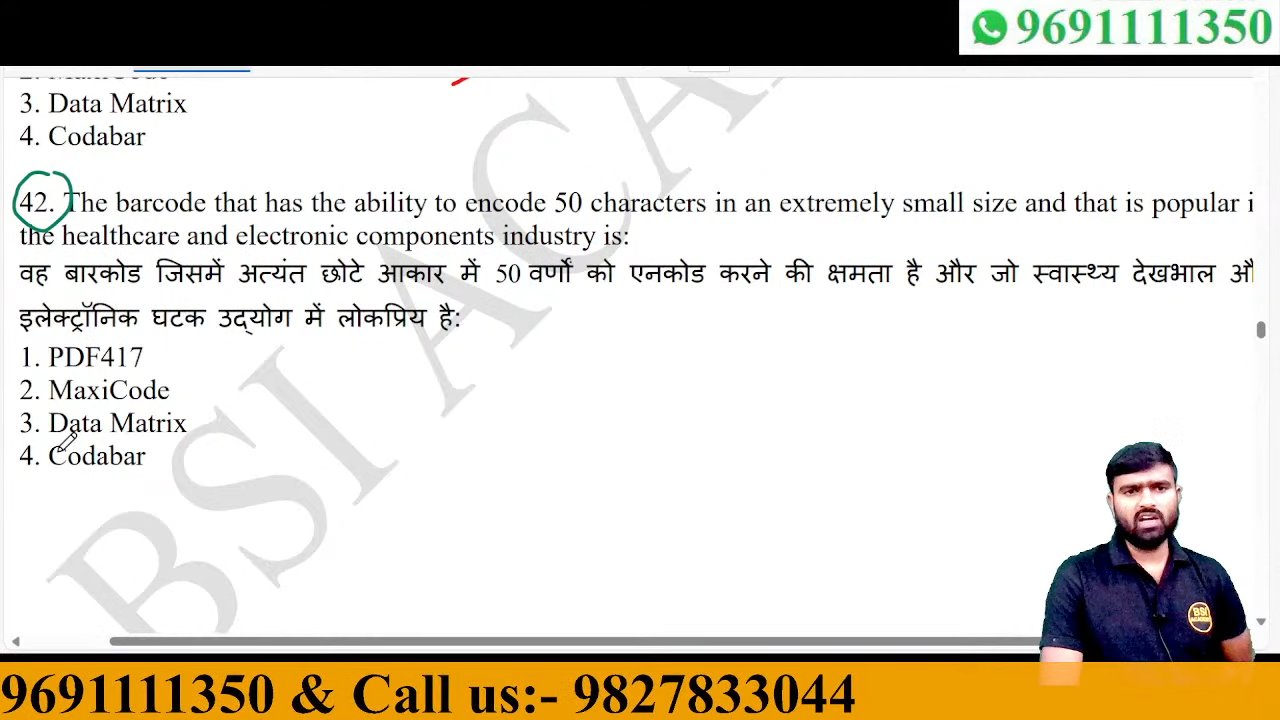 9691111350
3. Data Matrix
4. Codabar
42. The barcode that has the ability to encode 50 characters in an extremely small size and that is popular i
the healthcare and electronic components industry is:
वह बारकोड जिसमें अत्यंत छोटे आकार में 50 वर्णों को एनकोड करने की क्षमता है और जो स्वास्थ्य देखभाल औ
इलेक्ट्रॉनिक घटक उद्योग में लोकप्रिय है:
1. PDF417
2. MaxiCode
3. Data Matrix
4. Codabar
BSI ACA
BSI
9691111350 & Call us:- 9827833044